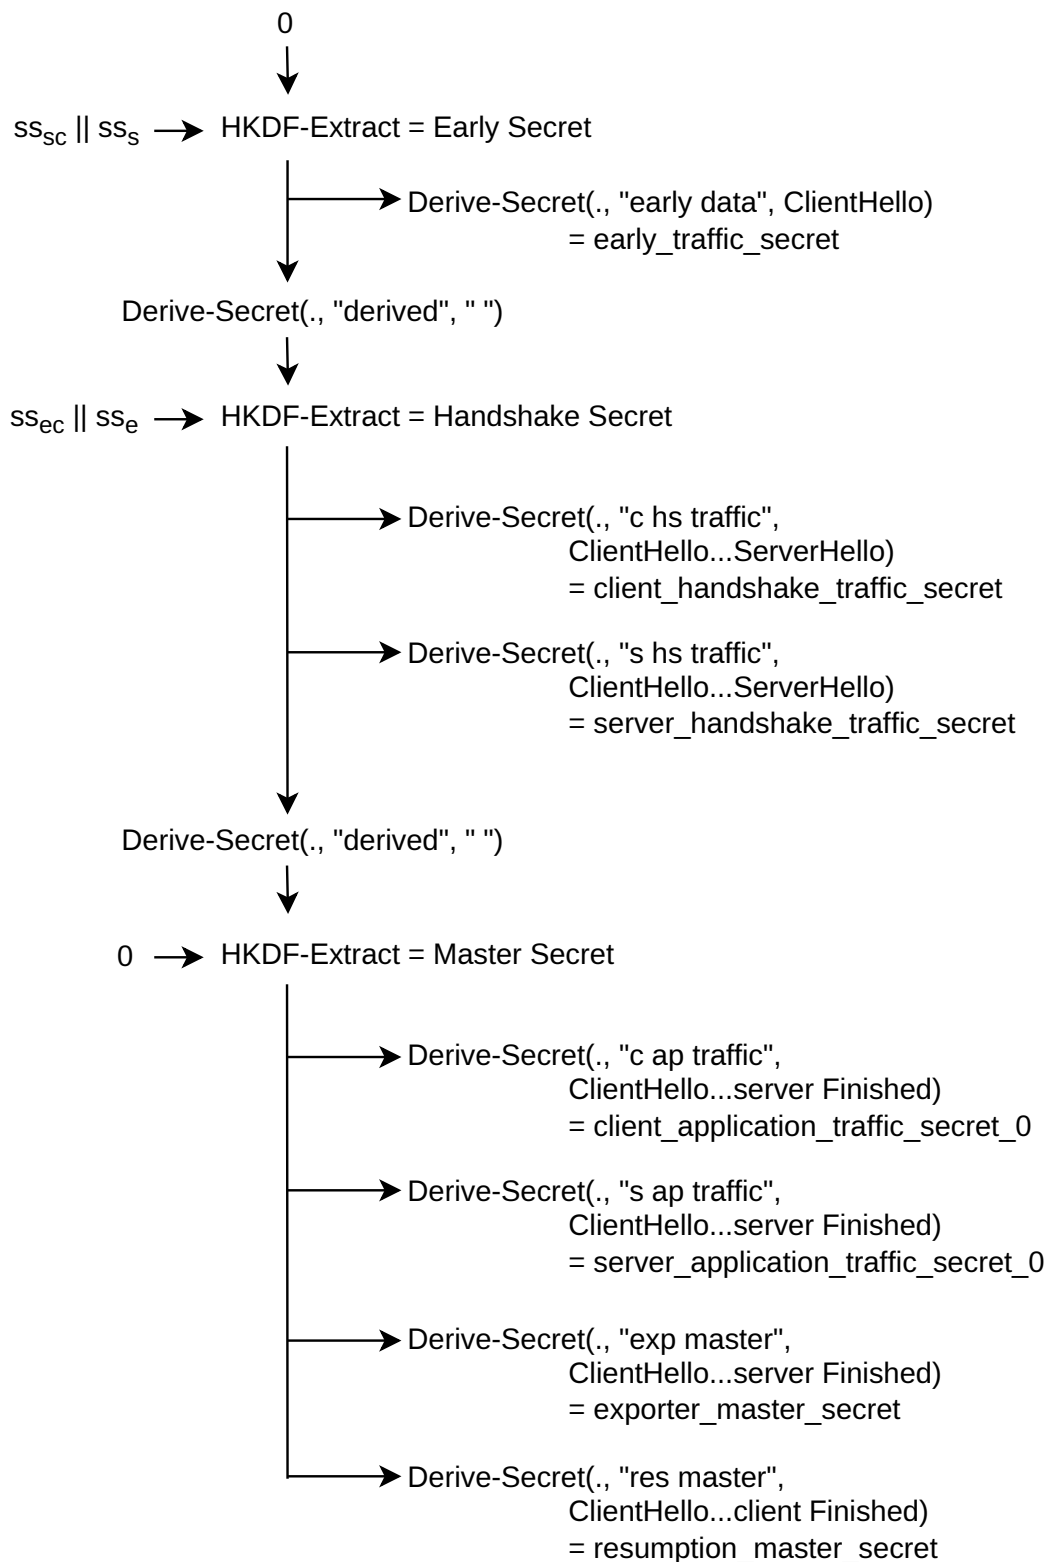 0
ss_sc || ss_s
HKDF-Extract = Early Secret
Derive-Secret(., "early data", ClientHello)
= early_traffic_secret
Derive-Secret(., "derived", " ")
ss_ec || ss_e
HKDF-Extract = Handshake Secret
Derive-Secret(., "c hs traffic",
ClientHello...ServerHello)
= client_handshake_traffic_secret
Derive-Secret(., "s hs traffic",
ClientHello...ServerHello)
= server_handshake_traffic_secret
Derive-Secret(., "derived", " ")
0
HKDF-Extract = Master Secret
Derive-Secret(., "c ap traffic",
ClientHello...server Finished)
= client_application_traffic_secret_0
Derive-Secret(., "s ap traffic",
ClientHello...server Finished)
= server_application_traffic_secret_0
Derive-Secret(., "exp master",
ClientHello...server Finished)
= exporter_master_secret
Derive-Secret(., "res master",
ClientHello...client Finished)
= resumption_master_secret